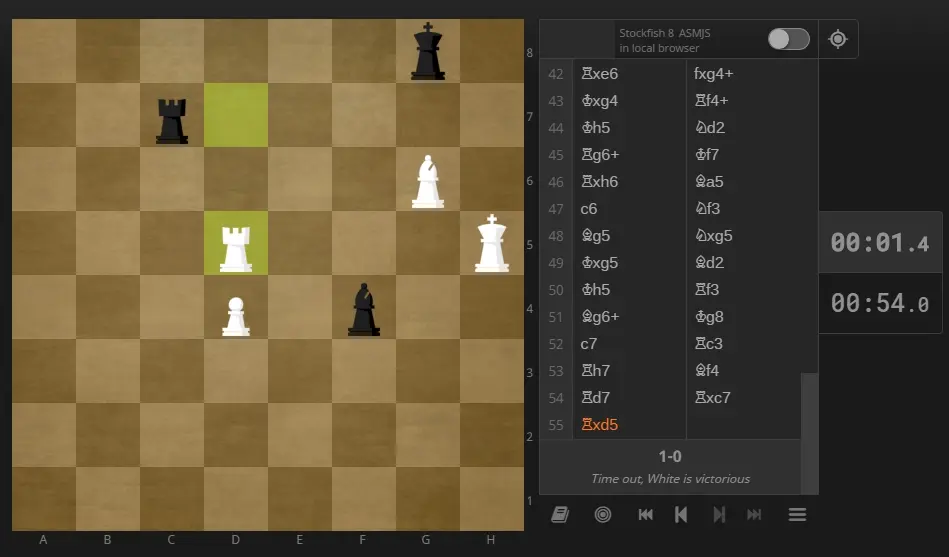 Stockfish 8 ASMJS
in local browser
42 ♖xe6 fxg4+
43 ♔xg4 ♖f4+
44 ♔h5 ♘d2
45 ♖g6+ ♔f7
46 ♖xh6 ♗a5
47 c6 ♘f3
48 ♗g5 ♘xg5
49 ♔xg5 ♗d2
50 ♔h5 ♖f3
51 ♗g6+ ♔g8
52 c7 ♖c3
53 ♖h7 ♗f4
54 ♖d7 ♖xc7
55 ♖xd5
1-0
Time out, White is victorious
00:01.4
00:54.0
8
7
6
5
4
3
2
1
A B C D E F G H